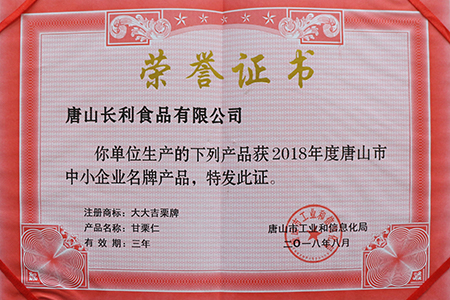 荣誉证书
唐山长利食品有限公司
你单位生产的下列产品获2018年度唐山市
中小企业名牌产品，特发此证。
注册商标：大大吉栗牌
产品名称：甘栗仁
有效期：三年
唐山市工业和信息化局
二〇一八年八月